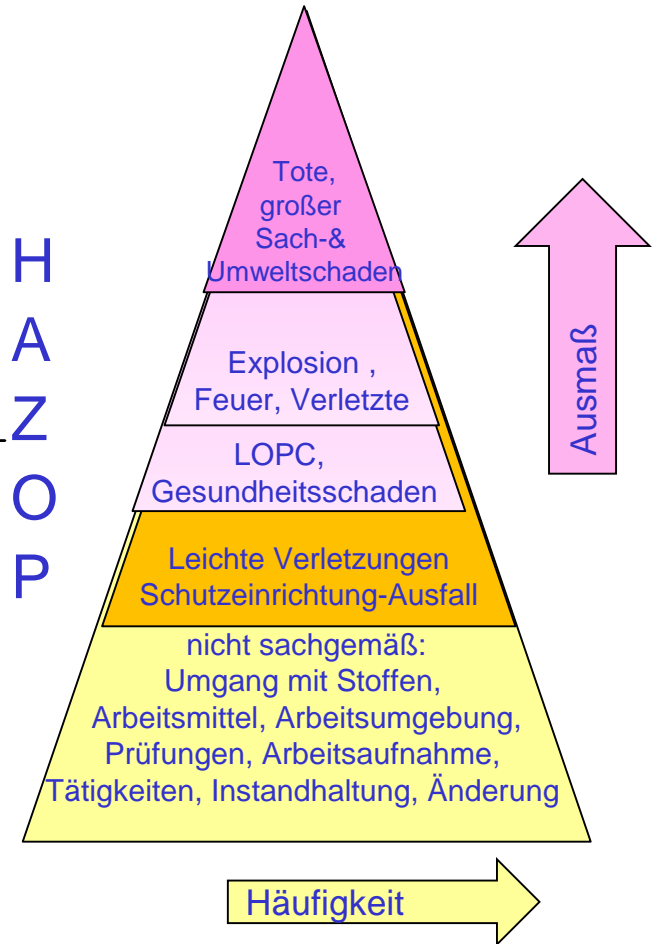 H
A
Z
O
P
Tote,
großer
Sach-&
Umweltschaden
Explosion ,
Feuer, Verletzte
LOPC,
Gesundheitsschaden
Leichte Verletzungen
Schutzeinrichtung-Ausfall
nicht sachgemäß:
Umgang mit Stoffen,
Arbeitsmittel, Arbeitsumgebung,
Prüfungen, Arbeitsaufnahme,
Tätigkeiten, Instandhaltung, Änderung
Ausmaß
Häufigkeit